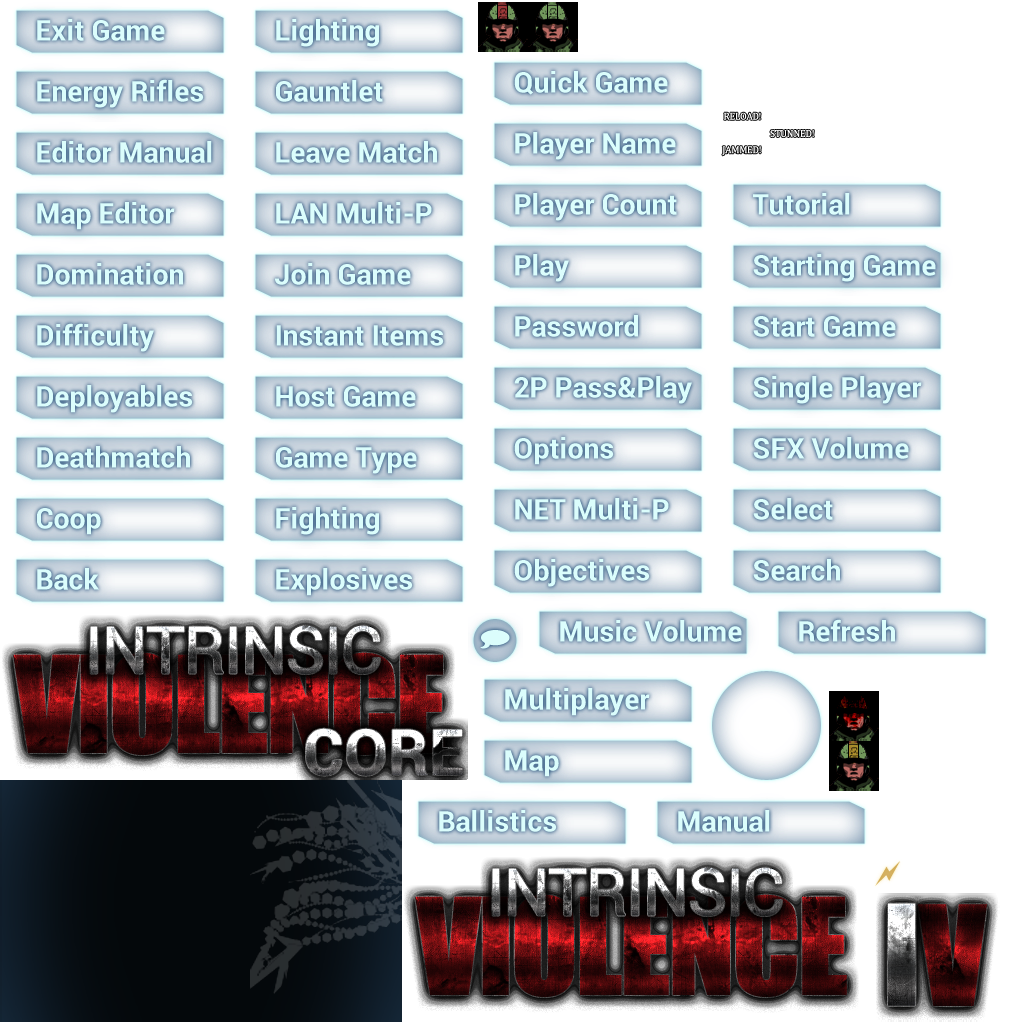 Exit Game
Energy Rifles
Editor Manual
Map Editor
Domination
Difficulty
Deployables
Deathmatch
Coop
Back
Lighting
Gauntlet
Leave Match
LAN Multi-P
Join Game
Instant Items
Host Game
Game Type
Fighting
Explosives
Quick Game
Player Name
Player Count
Play
Password
2P Pass&Play
Options
NET Multi-P
Objectives
RELOAD!
STUNNED!
JAMMED!
Tutorial
Starting Game
Start Game
Single Player
SFX Volume
Select
Search
Music Volume
Refresh
Multiplayer
Map
INTRINSIC
VIOLENCE
CORE
Ballistics
Manual
INTRINSIC
VIOLENCE
IV